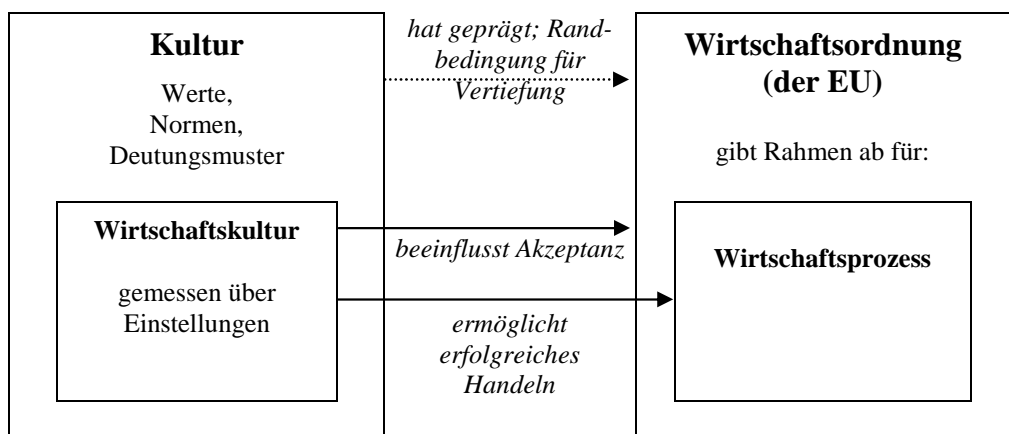 Kultur
Werte,
Normen,
Deutungsmuster
Wirtschaftskultur
gemessen über
Einstellungen
hat geprägt; Rand-
bedingung für
Vertiefung
beeinflusst Akzeptanz
ermöglicht
erfolgreiches
Handeln
Wirtschaftsordnung
(der EU)
gibt Rahmen ab für:
Wirtschaftsprozess